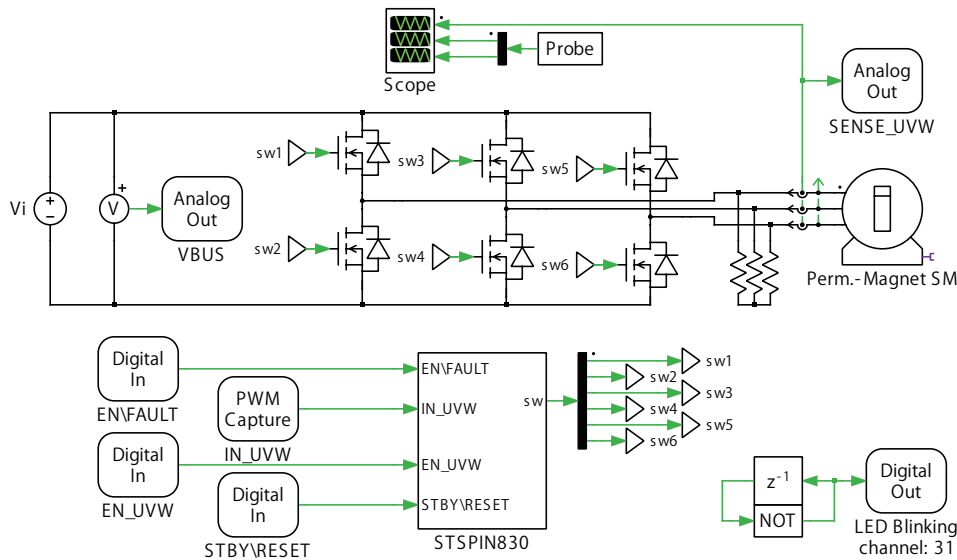 Scope
Probe
Analog
Out
SENSE_UVW
sw1
sw3
sw5
Vi
+
−
V
+
Analog
Out
VBUS
sw2
sw4
sw6
Perm.-Magnet SM
Digital
In
EN\FAULT
PWM
Capture
IN_UVW
Digital
In
EN_UVW
Digital
In
STBY\RESET
EN\FAULT
IN_UVW
EN_UVW
STBY\RESET
sw
STSPIN830
sw1
sw2
sw3
sw4
sw5
sw6
z⁻¹
NOT
Digital
Out
LED Blinking
channel: 31